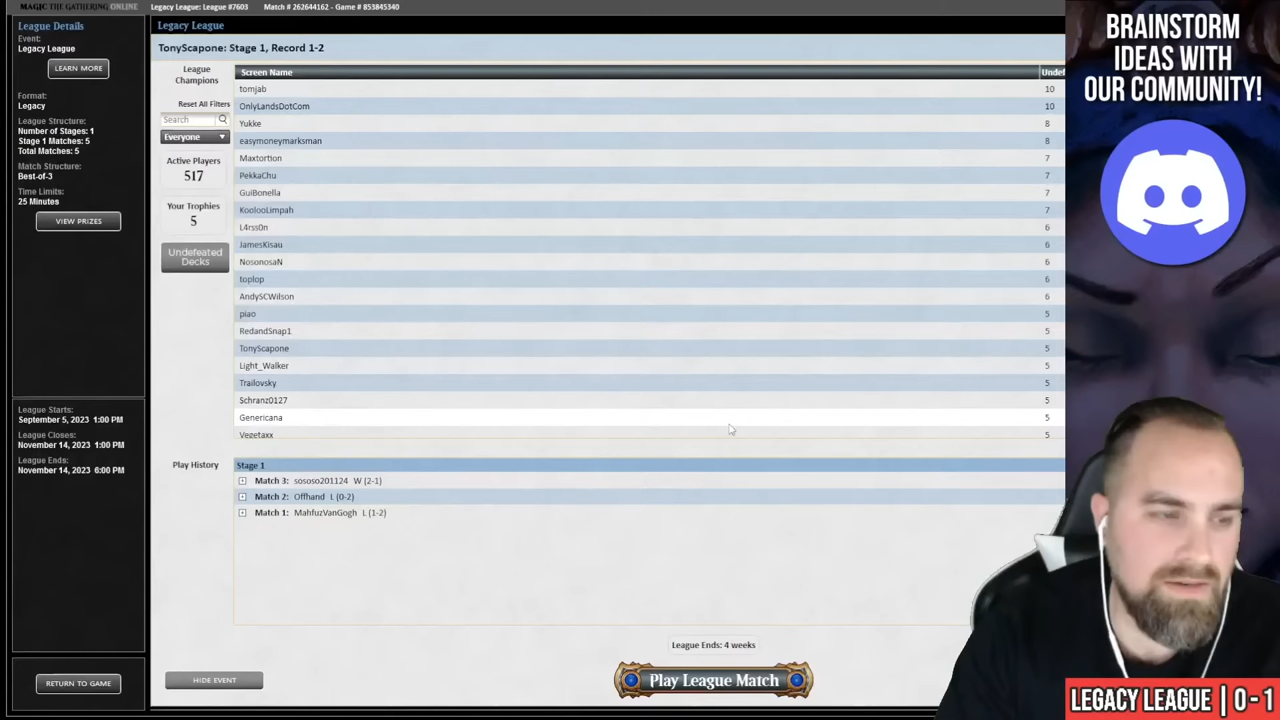 MAGIC THE GATHERING ONLINE
Legacy League: League #7603
Match # 262644162 - Game # 853845340
League Details
Event:
Legacy League
LEARN MORE
Format:
Legacy
League Structure:
Number of Stages: 1
Stage 1 Matches: 5
Total Matches: 5
Match Structure:
Best-of-3
Time Limits:
25 Minutes
VIEW PRIZES
League Starts:
September 5, 2023 1:00 PM
League Closes:
November 14, 2023 1:00 PM
League Ends:
November 14, 2023 6:00 PM
RETURN TO GAME
Legacy League
TonyScapone: Stage 1, Record 1-2
League
Champions
Reset All Filters
Search
Everyone
Active Players
517
Your Trophies
5
Undefeated
Decks
Screen Name Undef
tomjab 10
OnlyLandsDotCom 10
Yukke 8
easymoneymarksman 8
Maxtortion 7
PekkaChu 7
GuiBonella 7
KoolooLimpah 7
L4rss0n 6
JamesKisau 6
NosonosaN 6
toplop 6
AndySCWilson 6
piao 5
RedandSnap1 5
TonyScapone 5
Light_Walker 5
Trailovsky 5
Schranz0127 5
Genericana 5
Vegetaxx 5
Play History
Stage 1
Match 3: sososo201124 W (2-1)
Match 2: Offhand L (0-2)
Match 1: MahfuzVanGogh L (1-2)
League Ends: 4 weeks
HIDE EVENT
Play League Match
BRAINSTORM
IDEAS WITH
OUR COMMUNITY!
LEGACY LEAGUE | 0-1